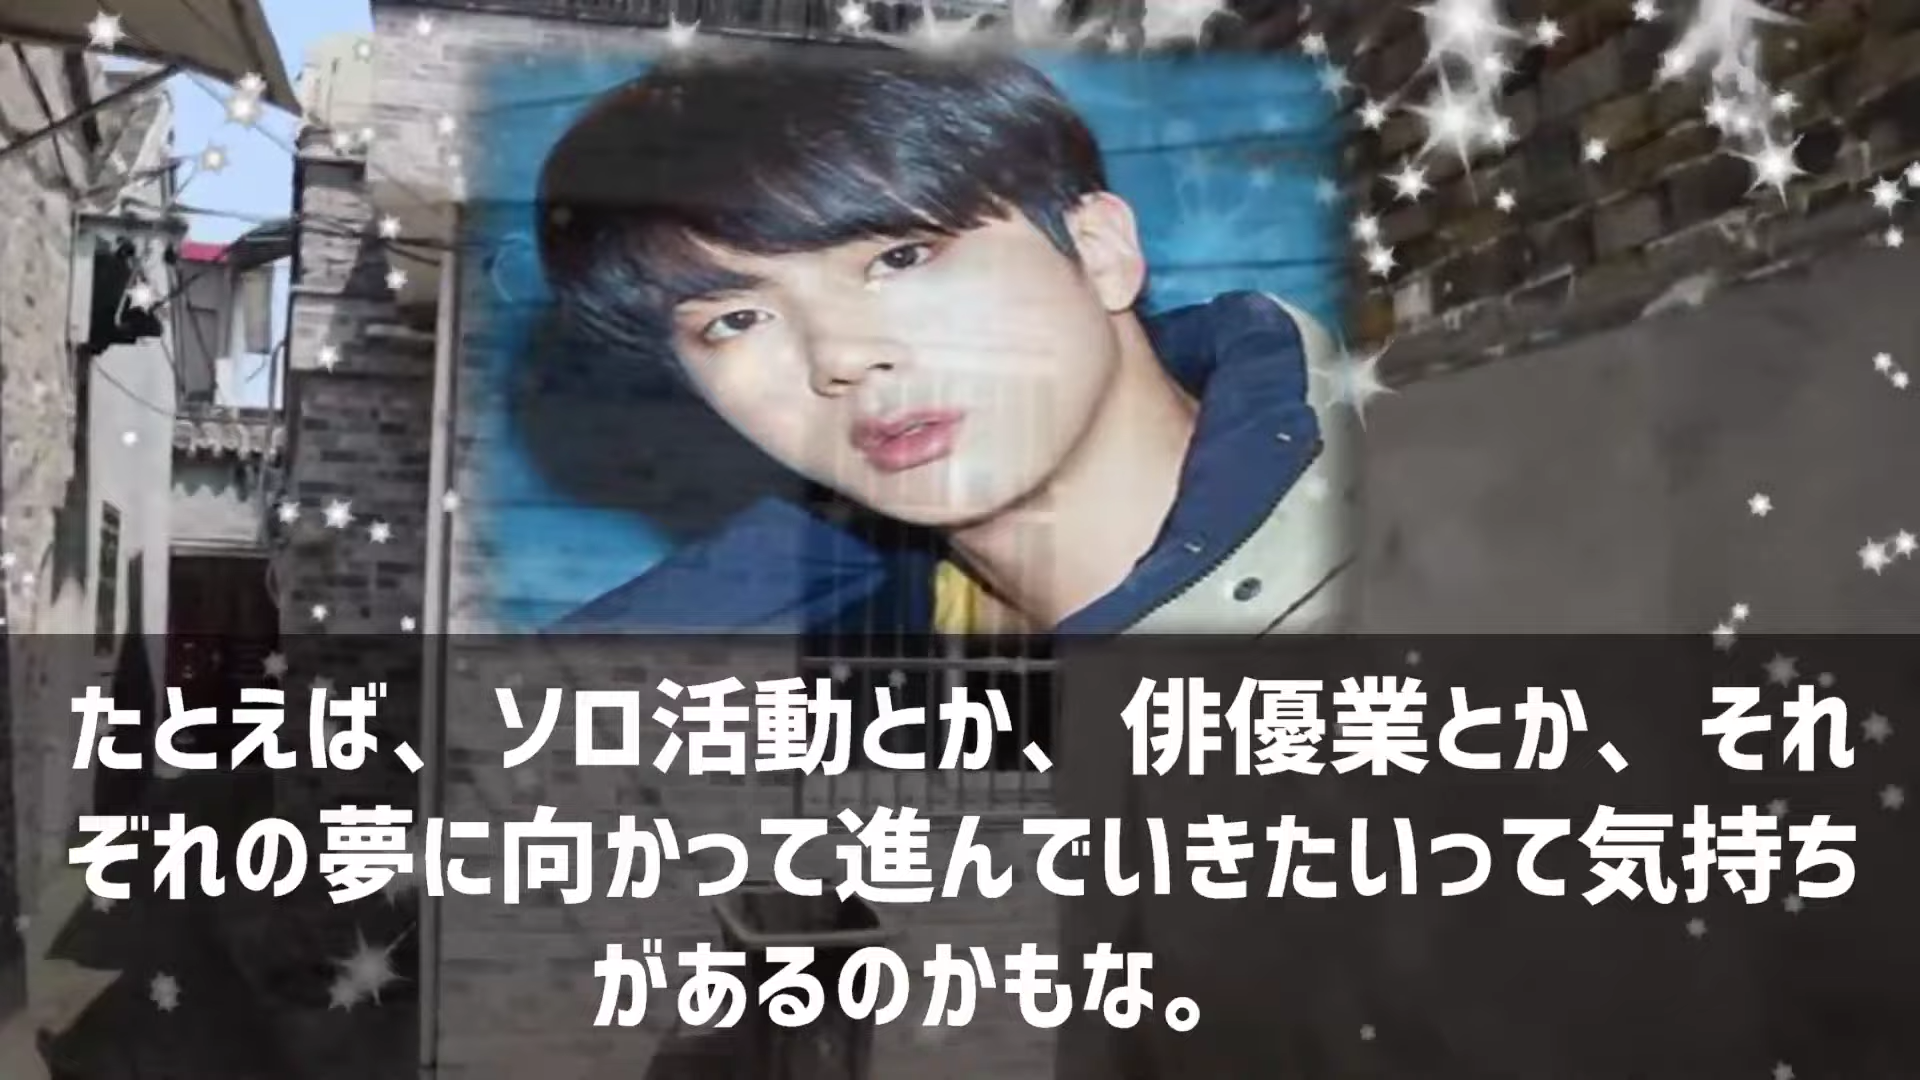 たとえば、ソロ活動とか、俳優業とか、それ
ぞれの夢に向かって進んでいきたいって気持ち
があるのかもな。